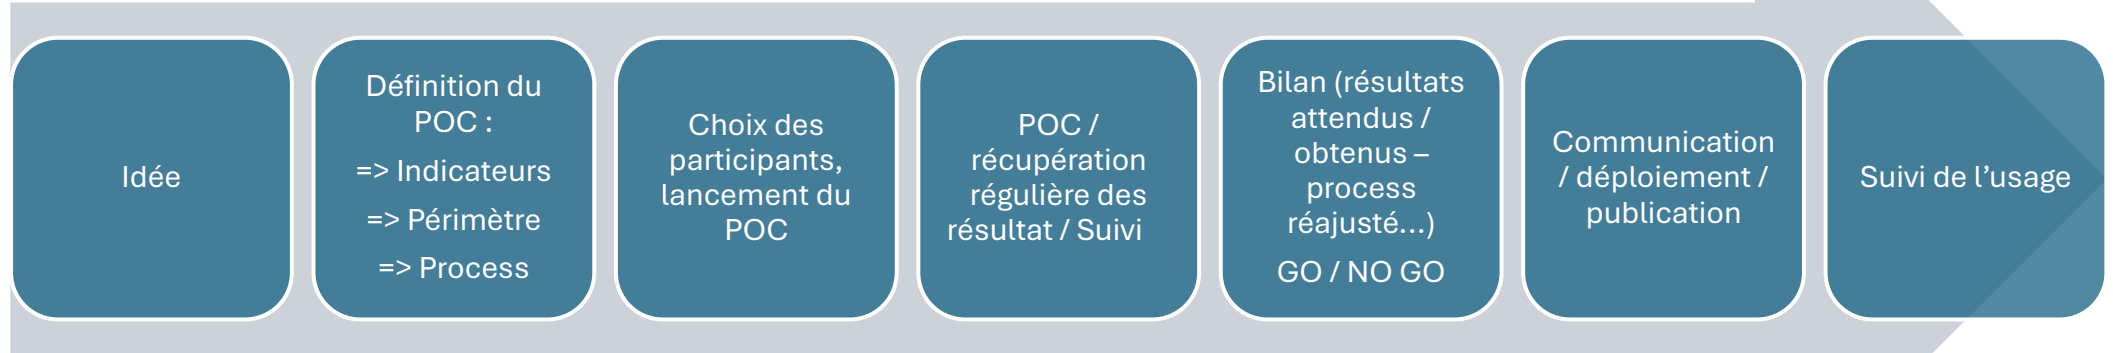 Idée
Définition du
POC :
=> Indicateurs
=> Périmètre
=> Process
Choix des
participants,
lancement du
POC
POC /
récupération
régulière des
résultat / Suivi
Bilan (résultats
attendus /
obtenus –
process
réajusté…)
GO / NO GO
Communication
/ déploiement /
publication
Suivi de l’usage